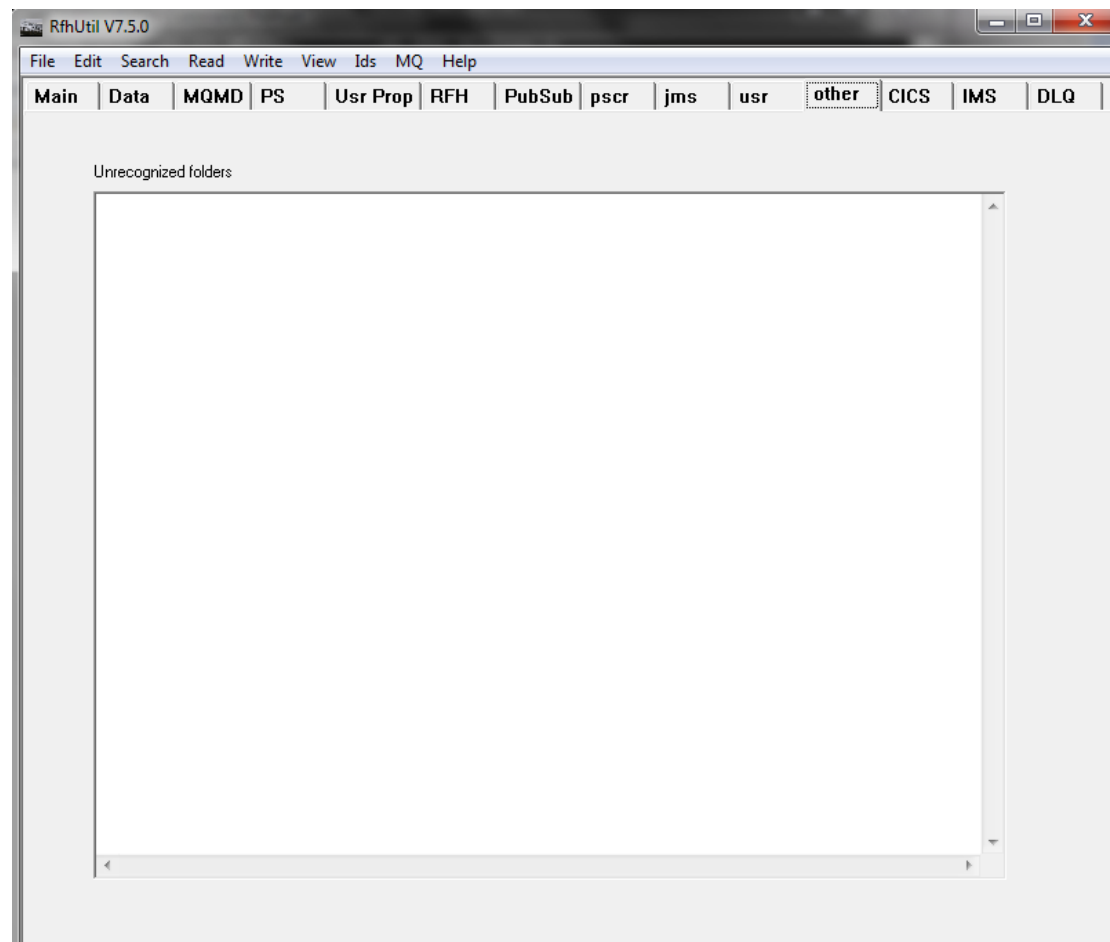 RfhUtil V7.5.0
File Edit Search Read Write View Ids MQ Help
Main Data MQMD PS Usr Prop RFH PubSub pscr jms usr other CICS IMS DLQ
Unrecognized folders